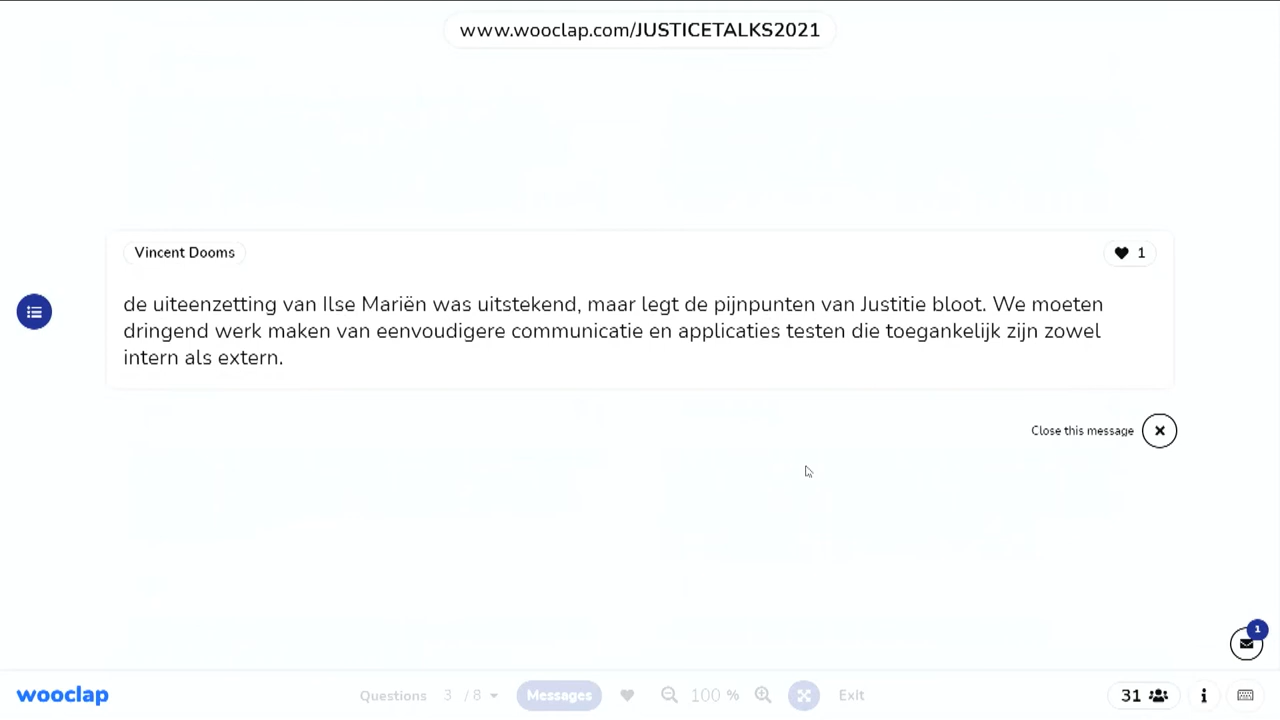 www.wooclap.com/JUSTICETALKS2021
Vincent Dooms
1
de uiteenzetting van Ilse Mariën was uitstekend, maar legt de pijnpunten van Justitie bloot. We moeten
dringend werk maken van eenvoudigere communicatie en applicaties testen die toegankelijk zijn zowel
intern als extern.
Close this message
1
wooclap
Questions 3 / 8
Messages
100 %
Exit
31